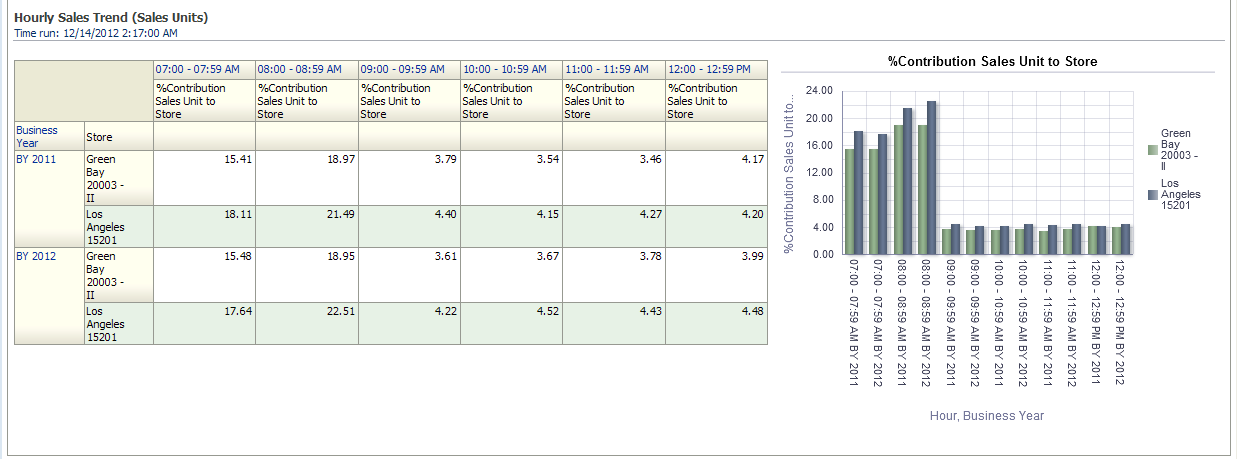 Hourly Sales Trend (Sales Units)
Time run: 12/14/2012 2:17:00 AM
07:00 - 07:59 AM 08:00 - 08:59 AM 09:00 - 09:59 AM 10:00 - 10:59 AM 11:00 - 11:59 AM 12:00 - 12:59 PM
%Contribution %Contribution %Contribution %Contribution %Contribution %Contribution
Sales Unit to Sales Unit to Sales Unit to Sales Unit to Sales Unit to Sales Unit to
Store Store Store Store Store Store
Business
Year
Store
BY 2011
Green
Bay
20003 -
II
15.41 18.97 3.79 3.54 3.46 4.17
Los
Angeles
15201
18.11 21.49 4.40 4.15 4.27 4.20
BY 2012
Green
Bay
20003 -
II
15.48 18.95 3.61 3.67 3.78 3.99
Los
Angeles
15201
17.64 22.51 4.22 4.52 4.43 4.48
%Contribution Sales Unit to Store
%Contribution Sales Unit to...
24.00
20.00
16.00
12.00
8.00
4.00
0.00
07:00 - 07:59 AM BY 2011
07:00 - 07:59 AM BY 2012
08:00 - 08:59 AM BY 2011
08:00 - 08:59 AM BY 2012
09:00 - 09:59 AM BY 2011
09:00 - 09:59 AM BY 2012
10:00 - 10:59 AM BY 2011
10:00 - 10:59 AM BY 2012
11:00 - 11:59 AM BY 2011
11:00 - 11:59 AM BY 2012
12:00 - 12:59 PM BY 2011
12:00 - 12:59 PM BY 2012
Hour, Business Year
Green
Bay
20003 -
II
Los
Angeles
15201